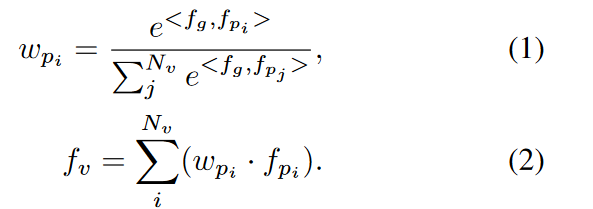 $w_{p_i} = \frac{e^{<f_g, f_{p_i}>}}{\sum_j^{N_v} e^{<f_g, f_{p_j}>}},$ (1)
$f_v = \sum_i^{N_v} (w_{p_i} \cdot f_{p_i}).$ (2)